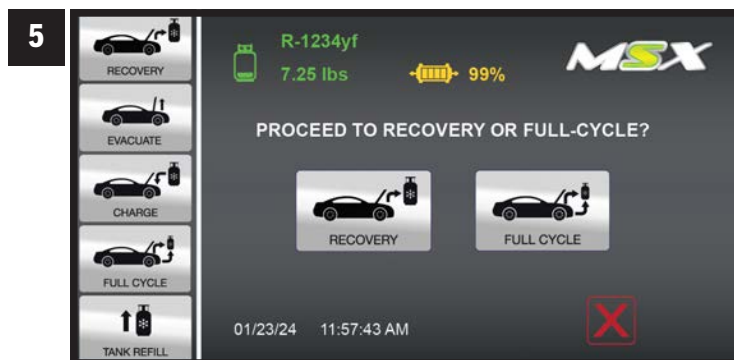 5
RECOVERY
EVACUATE
CHARGE
FULL CYCLE
TANK REFILL
R-1234yf
7.25 lbs
99%
MSX
PROCEED TO RECOVERY OR FULL-CYCLE?
RECOVERY
FULL CYCLE
01/23/24 11:57:43 AM